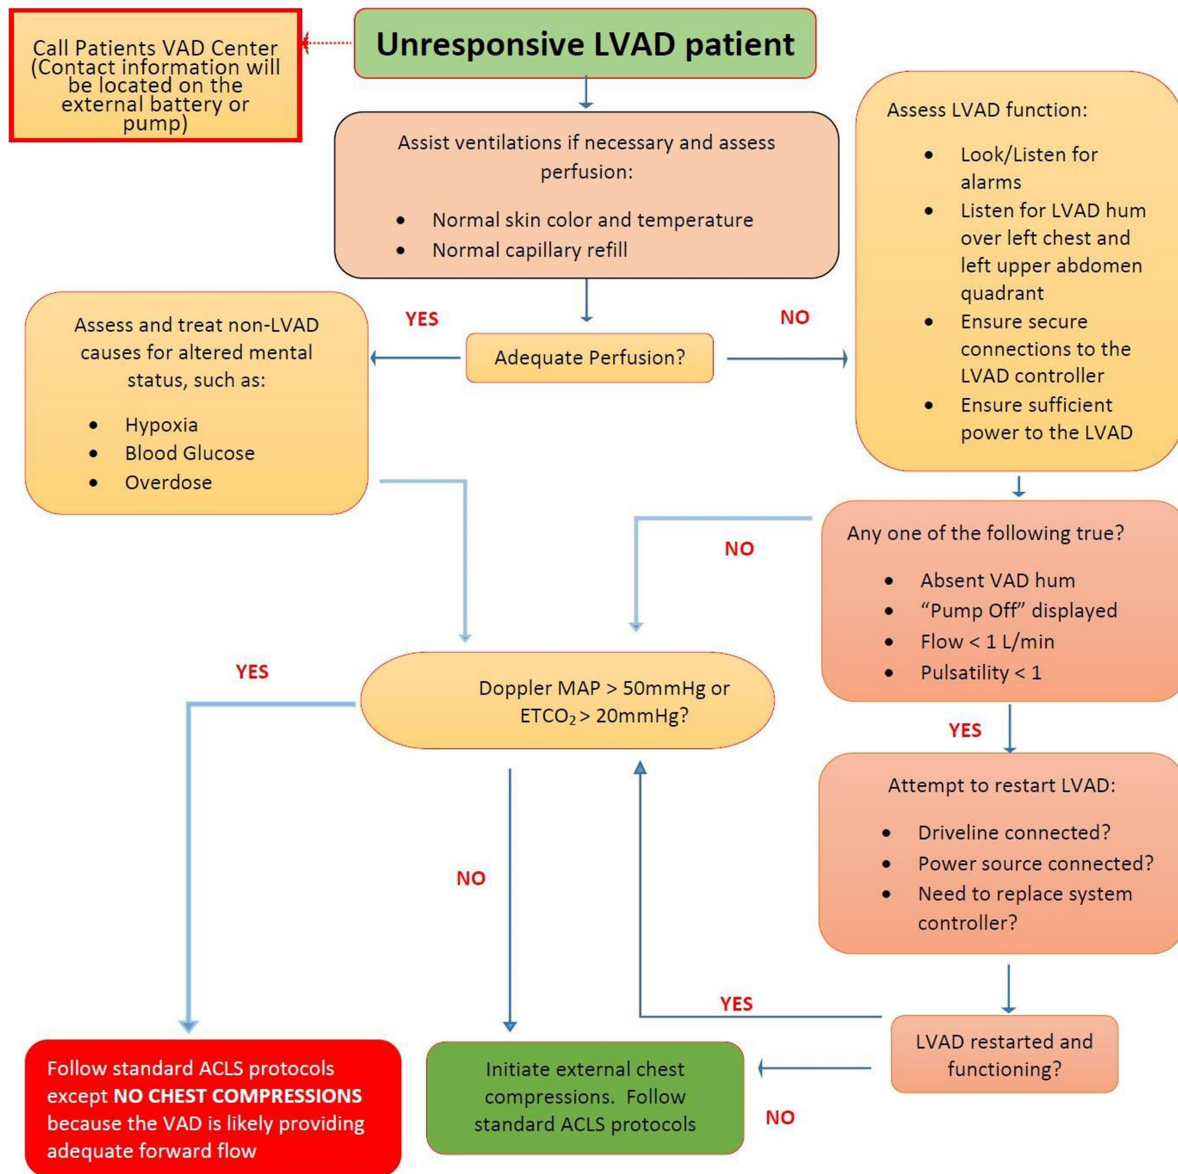 Call Patients VAD Center
(Contact information will
be located on the
external battery or
pump)
Unresponsive LVAD patient
Assist ventilations if necessary and assess
perfusion:
• Normal skin color and temperature
• Normal capillary refill
Assess LVAD function:
• Look/Listen for
alarms
• Listen for LVAD hum
over left chest and
left upper abdomen
quadrant
• Ensure secure
connections to the
LVAD controller
• Ensure sufficient
power to the LVAD
YES
NO
Adequate Perfusion?
Assess and treat non-LVAD
causes for altered mental
status, such as:
• Hypoxia
• Blood Glucose
• Overdose
Any one of the following true?
• Absent VAD hum
• “Pump Off” displayed
• Flow < 1 L/min
• Pulsatility < 1
NO
YES
Doppler MAP > 50mmHg or
ETCO₂ > 20mmHg?
YES
Attempt to restart LVAD:
• Driveline connected?
• Power source connected?
• Need to replace system
controller?
NO
YES
LVAD restarted and
functioning?
NO
Follow standard ACLS protocols
except NO CHEST COMPRESSIONS
because the VAD is likely providing
adequate forward flow
Initiate external chest
compressions. Follow
standard ACLS protocols